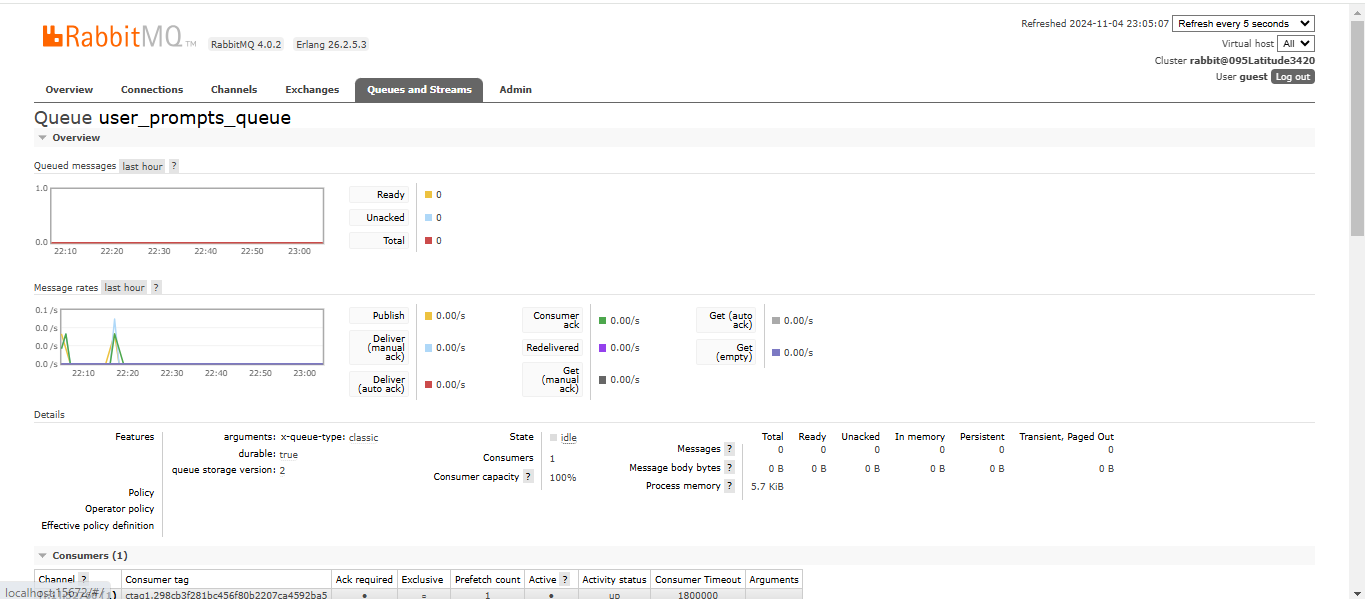 RabbitMQ TM RabbitMQ 4.0.2 Erlang 26.2.5.3
Refreshed 2024-11-04 23:05:07 Refresh every 5 seconds
Virtual host All
Cluster rabbit@095Latitude3420
User guest Log out
Overview Connections Channels Exchanges Queues and Streams Admin
Queue user_prompts_queue
Overview
Queued messages last hour ?
1.0
0.0
22:10 22:20 22:30 22:40 22:50 23:00
Ready 0
Unacked 0
Total 0
Message rates last hour ?
0.1 /s
0.0 /s
0.0 /s
0.0 /s
22:10 22:20 22:30 22:40 22:50 23:00
Publish 0.00/s
Deliver
(manual
ack)
0.00/s
Deliver
(auto ack)
0.00/s
Consumer
ack
0.00/s
Redelivered 0.00/s
Get
(manual
ack)
0.00/s
Get (auto
ack)
0.00/s
Get
(empty)
0.00/s
Details
Features
arguments: x-queue-type: classic
durable: true
queue storage version: 2
Policy
Operator policy
Effective policy definition
State idle
Consumers 1
Consumer capacity ? 100%
Total Ready Unacked In memory Persistent Transient, Paged Out
Messages ? 0 0 0 0 0 0
Message body bytes ? 0 B 0 B 0 B 0 B 0 B 0 B
Process memory ? 5.7 KiB
Consumers (1)
Channel ? Consumer tag Ack required Exclusive Prefetch count Active ? Activity status Consumer Timeout Arguments
ctag1.298cb3f281bc456f80b2207ca4592ba5 ● ○ 1 ● up 1800000
localhost:15672/#/